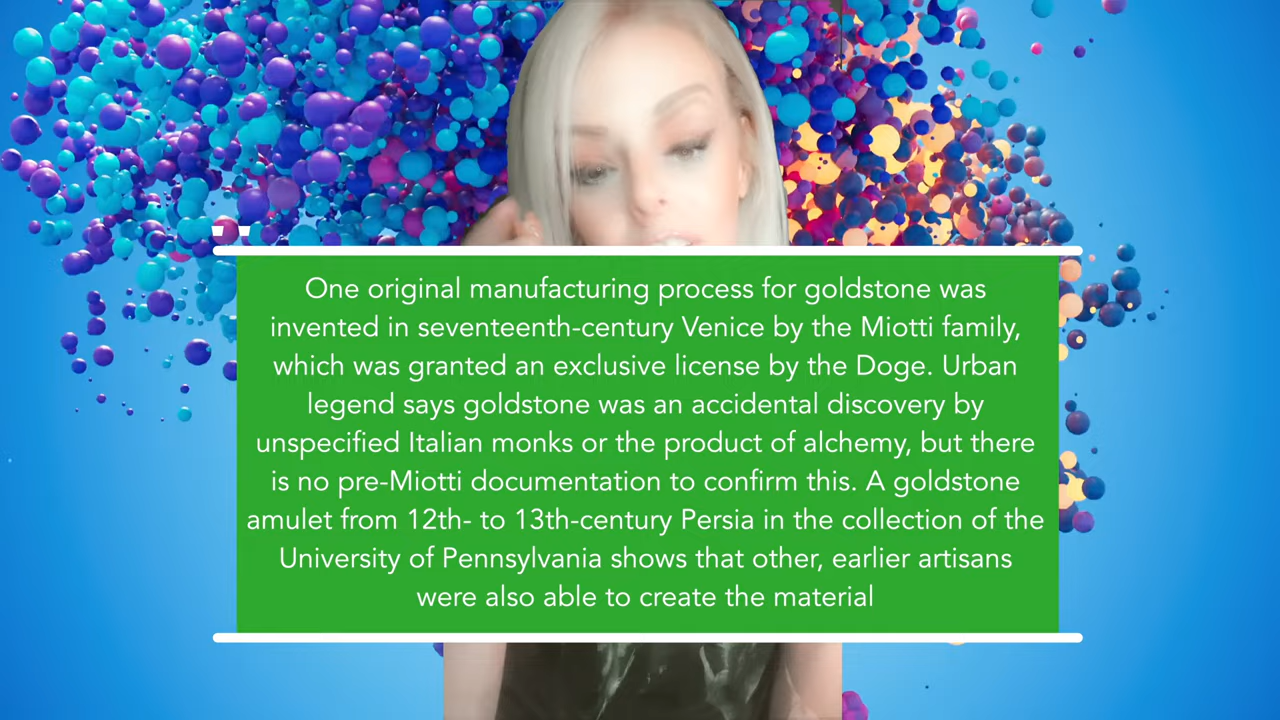 One original manufacturing process for goldstone was
invented in seventeenth-century Venice by the Miotti family,
which was granted an exclusive license by the Doge. Urban
legend says goldstone was an accidental discovery by
unspecified Italian monks or the product of alchemy, but there
is no pre-Miotti documentation to confirm this. A goldstone
amulet from 12th- to 13th-century Persia in the collection of the
University of Pennsylvania shows that other, earlier artisans
were also able to create the material